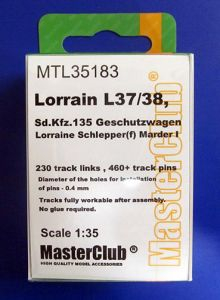 MTL35183
Lorrain L37/38,
Sd.Kfz.135 Geschutzwagen
Lorraine Schlepper(f) Marder I
230 track links , 460+ track pins
Diameter of the holes for installation
of pins - 0.4 mm
Tracks fully workable after assembly.
No glue required.
Scale 1:35
MasterClub®
HIGH QUALITY MODEL ACCESSORIES
MasterClub®